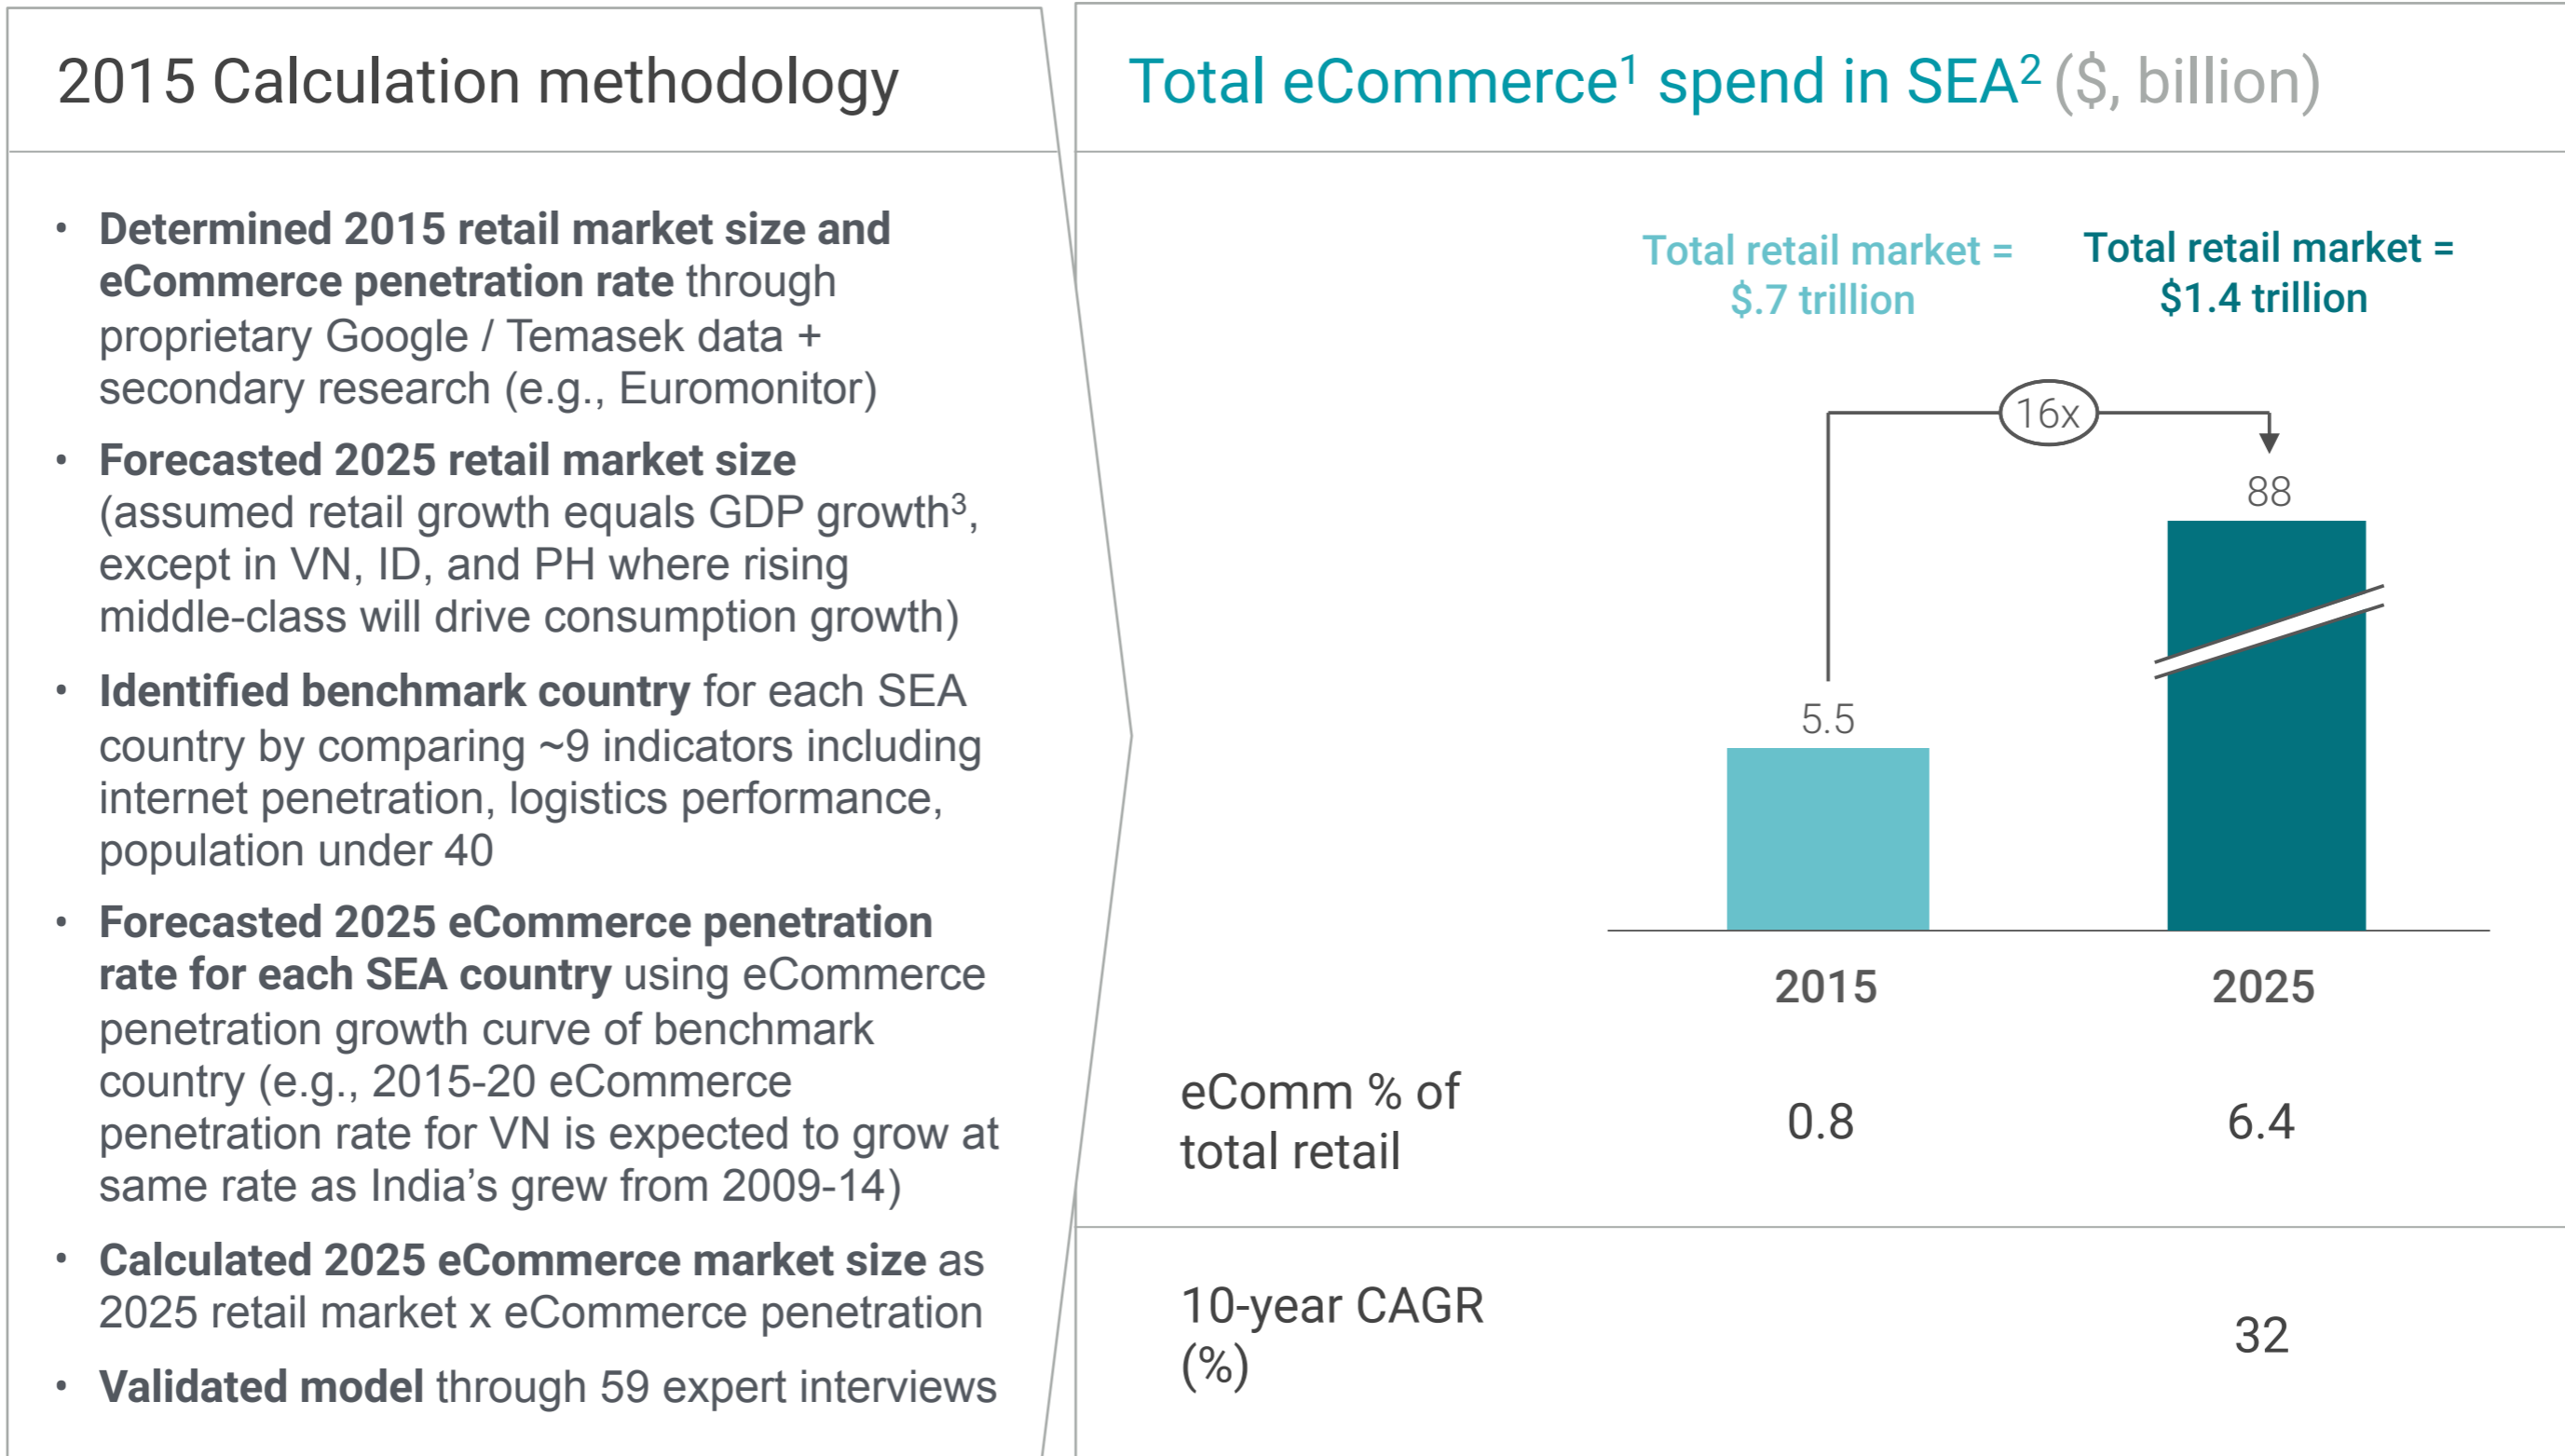 2015 Calculation methodology
• Determined 2015 retail market size and
eCommerce penetration rate through
proprietary Google / Temasek data +
secondary research (e.g., Euromonitor)
• Forecasted 2025 retail market size
(assumed retail growth equals GDP growth³,
except in VN, ID, and PH where rising
middle-class will drive consumption growth)
• Identified benchmark country for each SEA
country by comparing ~9 indicators including
internet penetration, logistics performance,
population under 40
• Forecasted 2025 eCommerce penetration
rate for each SEA country using eCommerce
penetration growth curve of benchmark
country (e.g., 2015-20 eCommerce
penetration rate for VN is expected to grow at
same rate as India’s grew from 2009-14)
• Calculated 2025 eCommerce market size as
2025 retail market x eCommerce penetration
• Validated model through 59 expert interviews
Total eCommerce¹ spend in SEA² ($, billion)
Total retail market =
$.7 trillion
Total retail market =
$1.4 trillion
16x
88
5.5
2015
2025
eComm % of
total retail
0.8
6.4
10-year CAGR
(%)
32